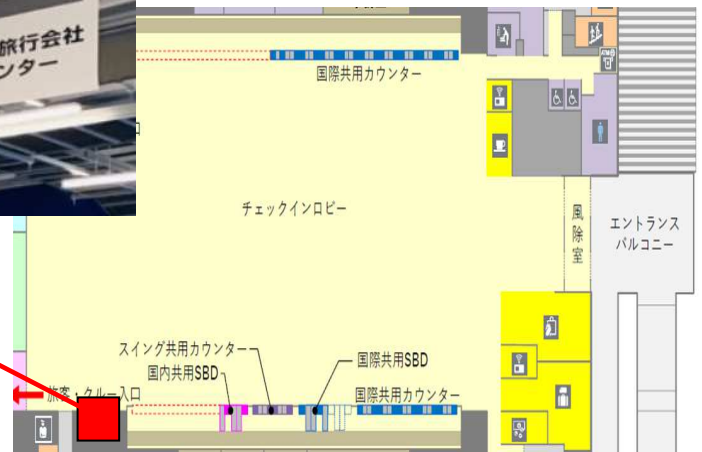 旅行会社
ンター
国際共用カウンター
チェックインロビー
風除室
エントランス
バルコニー
スイング共用カウンター
国内共用SBD
国際共用SBD
旅客・クルー入口
国際共用カウンター